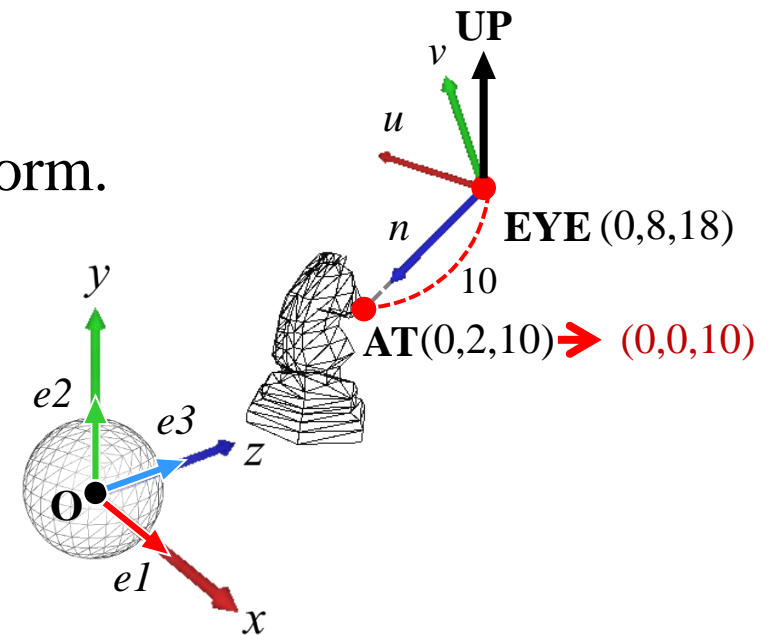 UP
v
u
orm.
n
EYE (0,8,18)
10
y
AT(0,2,10) (0,0,10)
e2
e3
z
O
e1
x